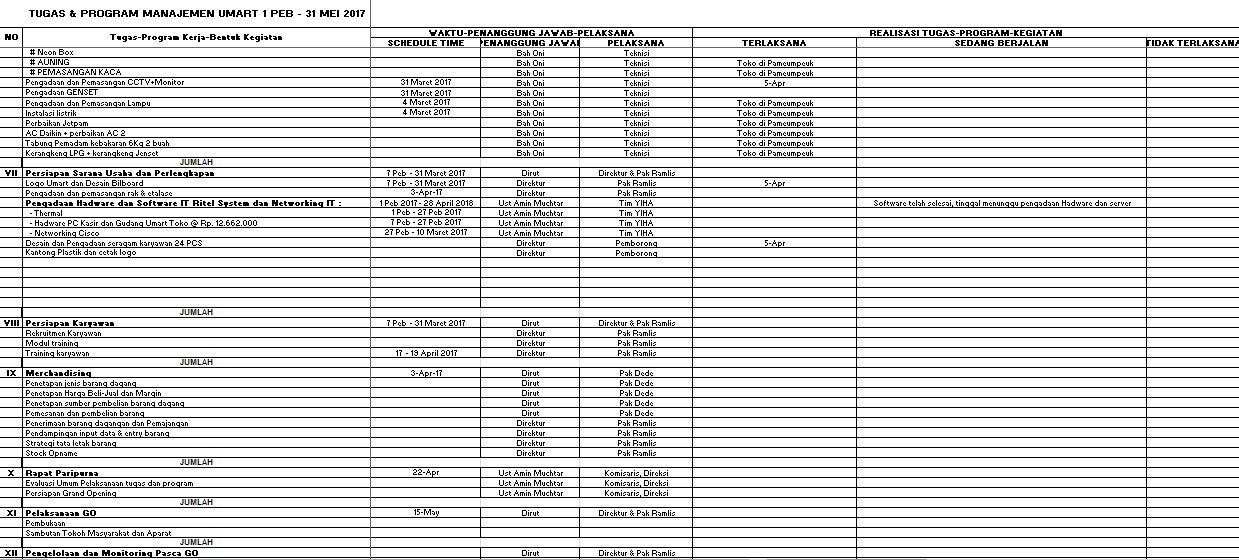 TUGAS & PROGRAM MANAJEMEN UMART 1 PEB - 31 MEI 2017
NO Tugas-Program Kerja-Bentuk Kegiatan WAKTU-PENANGGUNG JAWAB-PELAKSANA REALISASI TUGAS-PROGRAM-KEGIATAN
SCHEDULE TIME PENANGGUNG JAWAB PELAKSANA TERLAKSANA SEDANG BERJALAN TIDAK TERLAKSANA
# Neon Box Bah Oni Teknisi
# AUNING Bah Oni Teknisi Toko di Pameumpeuk
# PEMASANGAN KACA Bah Oni Teknisi Toko di Pameumpeuk
Pengadaan dan Pemasangan CCTV+Monitor 31 Maret 2017 Bah Oni Teknisi 5-Apr
Pengadaan GENSET 31 Maret 2017 Bah Oni Teknisi
Pengadaan dan Pemasangan Lampu 4 Maret 2017 Bah Oni Teknisi Toko di Pameumpeuk
Instalasi listrik 4 Maret 2017 Bah Oni Teknisi Toko di Pameumpeuk
Perbaikan Jetpam Bah Oni Teknisi Toko di Pameumpeuk
AC Daikin + perbaikan AC 2 Bah Oni Teknisi Toko di Pameumpeuk
Tabung Pemadam kebakaran 6Kg 2 buah Bah Oni Teknisi Toko di Pameumpeuk
Kerangkeng LPG + kerangkeng Jenset Bah Oni Teknisi Toko di Pameumpeuk
JUMLAH
VII Persiapan Sarana Usaha dan Perlengkapan 7 Peb - 31 Maret 2017 Dirut Direktur & Pak Ramlis
Logo Umart dan Desain Bilboard 7 Peb - 31 Maret 2017 Direktur Pak Ramlis 5-Apr
Pengadaan dan pemasangan rak & etalase 3-Apr-17 Direktur Pak Ramlis
Pengadaan Hadware dan Software IT Ritel System dan Networking IT : 1 Peb 2017- 28 April 2018 Ust Amin Muchtar Tim YIHA Software telah selesai, tinggal menunggu pengadaan Hadware dan server
- Thermal 1 Peb - 27 Peb 2017 Ust Amin Muchtar Tim YIHA
- Hadware PC Kasir dan Gudang Umart Toko @ Rp. 12.662.000 7 Peb - 27 Peb 2017 Ust Amin Muchtar Tim YIHA
- Networking Cisco 27 Peb - 10 Maret 2017 Ust Amin Muchtar Tim YIHA
Desain dan Pengadaan seragam karyawan 24 PCS Direktur Pemborong 5-Apr
Kantong Plastik dan cetak logo Direktur Pemborong
JUMLAH
VIII Persiapan Karyawan 7 Peb - 31 Maret 2017 Dirut Direktur & Pak Ramlis
Rekruitmen Karyawan Direktur Pak Ramlis
Modul training Direktur Pak Ramlis
Training karyawan 17 - 19 April 2017 Direktur Pak Ramlis
JUMLAH
IX Merchandising 3-Apr-17 Dirut Pak Dede
Penetapan jenis barang dagang Direktur Pak Dede
Penetapan Harga Beli-Jual dan Margin Direktur Pak Dede
Penetapan sumber pembelian barang dagang Direktur Pak Dede
Pemesanan dan pembelian barang Direktur Pak Dede
Penerimaan barang dagangan dan Pemajangan Direktur Pak Ramlis
Pendampingan input data & entry barang Direktur Pak Ramlis
Strategi tata letak barang Direktur Pak Ramlis
Stock Opname Direktur Pak Ramlis
JUMLAH
X Rapat Paripurna 22-Apr Ust Amin Muchtar Komisaris, Direksi
Evaluasi Umum Pelaksanaan tugas dan program Ust Amin Muchtar Komisaris, Direksi
Persiapan Grand Opening Ust Amin Muchtar Komisaris, Direksi
JUMLAH
XI Pelaksanaan GO 15-May Dirut Direktur & Pak Ramlis
Pembukaan
Sambutan Tokoh Masyarakat dan Aparat
JUMLAH
XII Pengelolaan dan Monitoring Pasca GO Dirut Direktur & Pak Ramlis